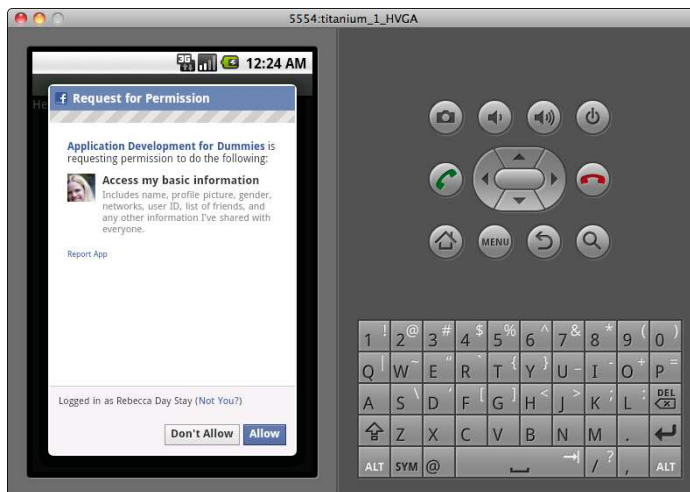 5554:titanium_1_HVGA
3G 12:24 AM
He
f Request for Permission
Application Development for Dummies is
requesting permission to do the following:
Access my basic information
Includes name, profile picture, gender,
networks, user ID, list of friends, and
any other information I've shared with
everyone.
Report App
Logged in as Rebecca Day Stay (Not You?)
Don't Allow Allow
MENU
1 ! 2 @ 3 # 4 $ 5 % 6 ^ 7 & 8 * 9 ( 0 )
Q | W ~ E " R ` T { Y } U _ I - O + P =
A S \ D ' F [ G ] H < J > K ; L : DEL
Z X C V B N M .
ALT SYM @ / ? , ALT